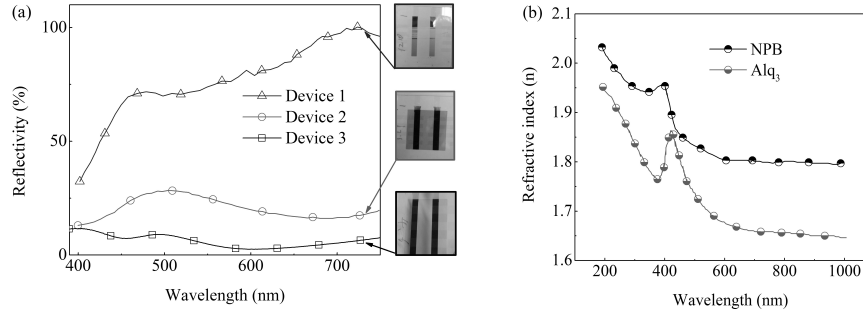 (a)
100
75
50
25
0
400
500
600
700
Reflectivity (%)
Wavelength (nm)
Device 1
Device 2
Device 3
(b)
2.1
2.0
1.9
1.8
1.7
1.6
200
400
600
800
1000
Refractive index (n)
Wavelength (nm)
NPB
Alq3